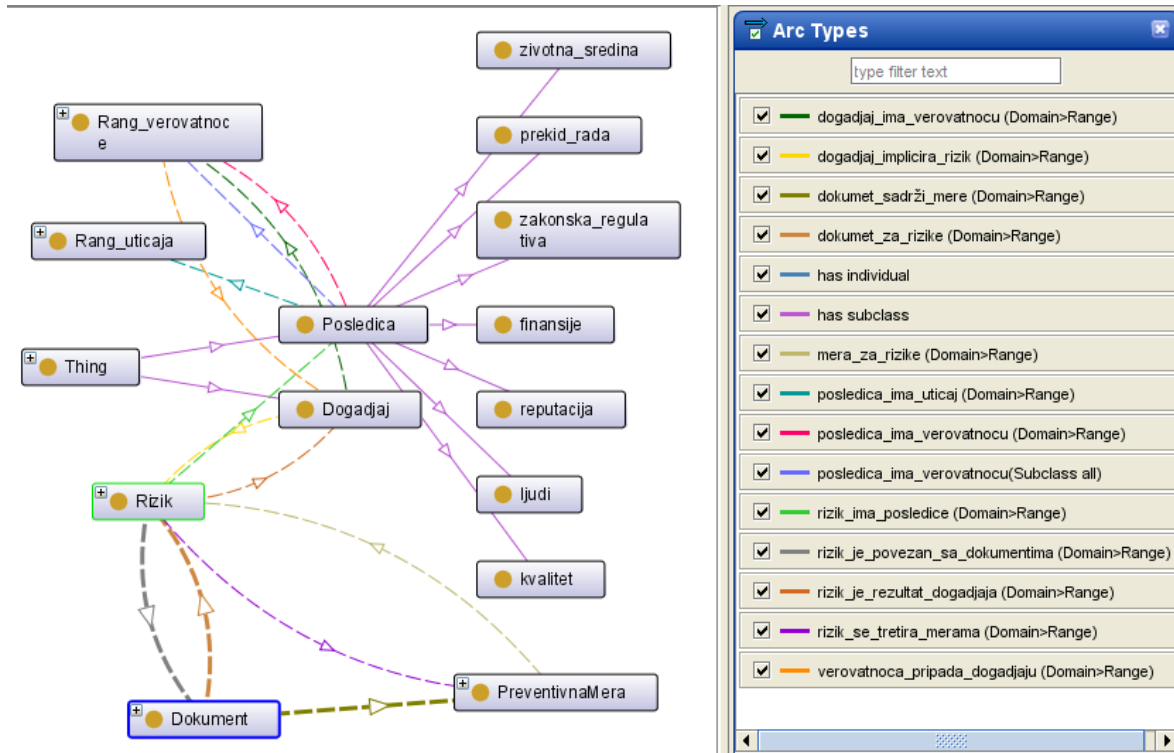 zivotna_sredina
Rang_verovatnoc
e
prekid_rada
Rang_uticaja
zakonska_regula
tiva
Posledica
finansije
Thing
Dogadjaj
reputacija
Rizik
ljudi
kvalitet
PreventivnaMera
Dokument
Arc Types
type filter text
dogadjaj_ima_verovatnocu (Domain>Range)
dogadjaj_implicira_rizik (Domain>Range)
dokumet_sadrži_mere (Domain>Range)
dokumet_za_rizike (Domain>Range)
has individual
has subclass
mera_za_rizike (Domain>Range)
posledica_ima_uticaj (Domain>Range)
posledica_ima_verovatnocu (Domain>Range)
posledica_ima_verovatnocu(Subclass all)
rizik_ima_posledice (Domain>Range)
rizik_je_povezan_sa_dokumentima (Domain>Range)
rizik_je_rezultat_dogadjaja (Domain>Range)
rizik_se_tretira_merama (Domain>Range)
verovatnoca_pripada_dogadjaju (Domain>Range)